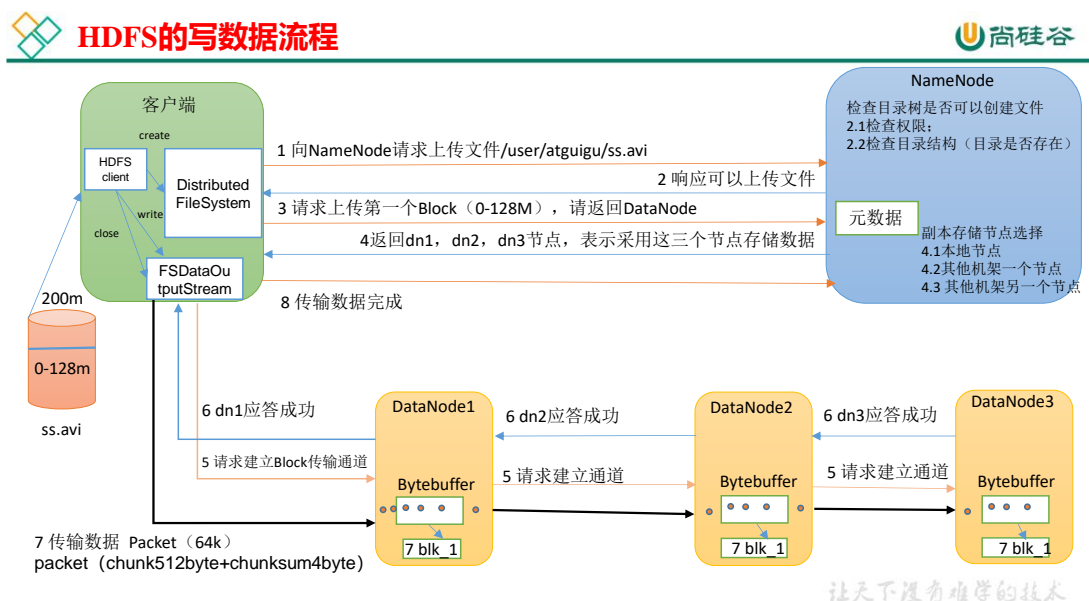 HDFS的写数据流程
尚硅谷
客户端
create
HDFS
client
Distributed
FileSystem
write
close
FSDataOu
tputStream
200m
0-128m
ss.avi
1 向NameNode请求上传文件/user/atguigu/ss.avi
2 响应可以上传文件
3 请求上传第一个Block（0-128M），请返回DataNode
4返回dn1，dn2，dn3节点，表示采用这三个节点存储数据
8 传输数据完成
NameNode
检查目录树是否可以创建文件
2.1检查权限；
2.2检查目录结构（目录是否存在）
元数据
副本存储节点选择
4.1本地节点
4.2其他机架一个节点
4.3 其他机架另一个节点
6 dn1应答成功
5 请求建立Block传输通道
DataNode1
Bytebuffer
7 blk_1
6 dn2应答成功
5 请求建立通道
DataNode2
Bytebuffer
7 blk_1
6 dn3应答成功
5 请求建立通道
DataNode3
Bytebuffer
7 blk_1
7 传输数据 Packet（64k）
packet（chunk512byte+chunksum4byte）
让天下没有难学的技术